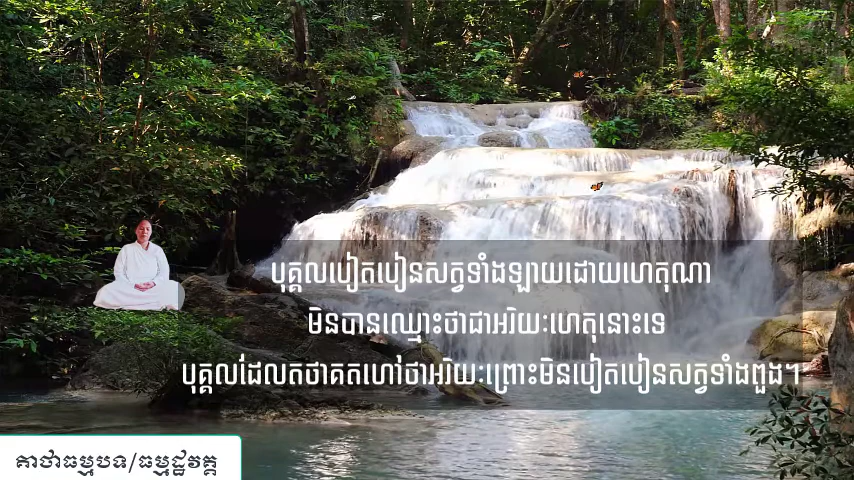 បុគ្គលបៀតបៀនសត្វទាំងឡាយដោយហេតុណា
មិនបានឈ្មោះថាជាអរិយៈហេតុនោះទេ
បុគ្គលដែលតថាគតហៅថាអរិយៈព្រោះមិនបៀតបៀនសត្វទាំងពួង។
គាថាធម្មបទ/ធម្មដ្ឋវគ្គ